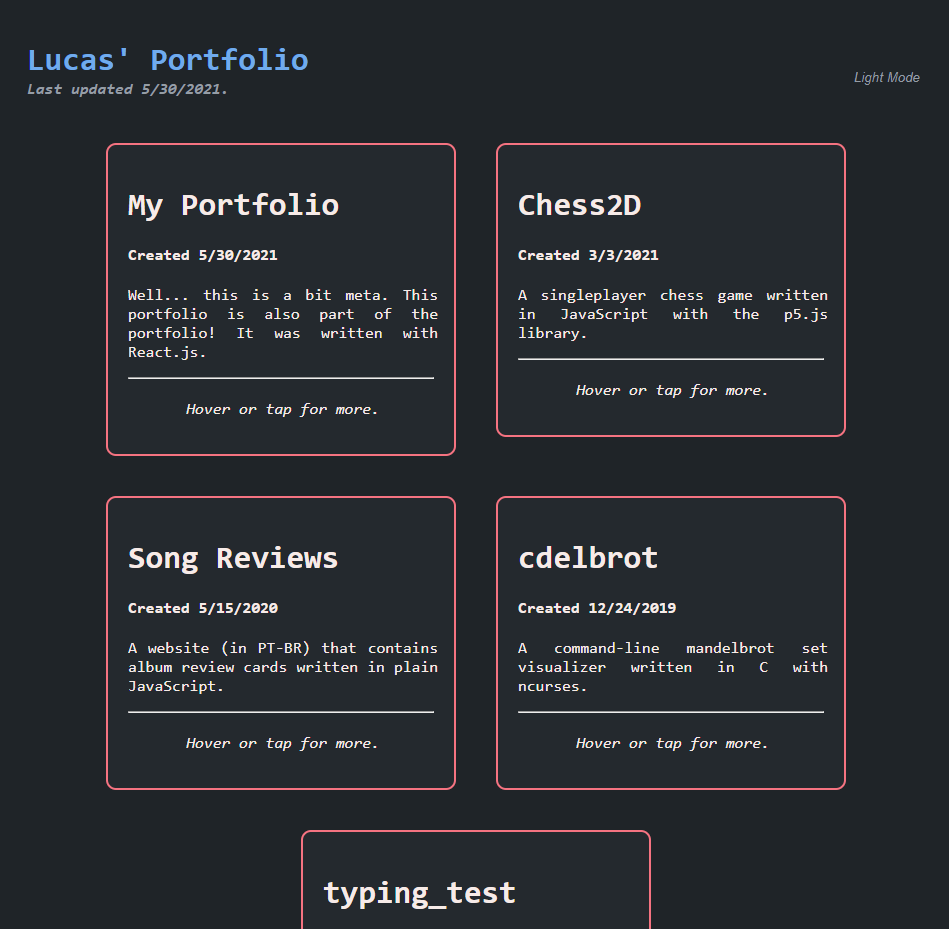 Lucas' Portfolio
Last updated 5/30/2021.
Light Mode
My Portfolio
Created 5/30/2021
Well... this is a bit meta. This
portfolio is also part of the
portfolio! It was written with
React.js.
Hover or tap for more.
Chess2D
Created 3/3/2021
A singleplayer chess game written
in JavaScript with the p5.js
library.
Hover or tap for more.
Song Reviews
Created 5/15/2020
A website (in PT-BR) that contains
album review cards written in plain
JavaScript.
Hover or tap for more.
cdelbrot
Created 12/24/2019
A command-line mandelbrot set
visualizer written in C with
ncurses.
Hover or tap for more.
typing_test